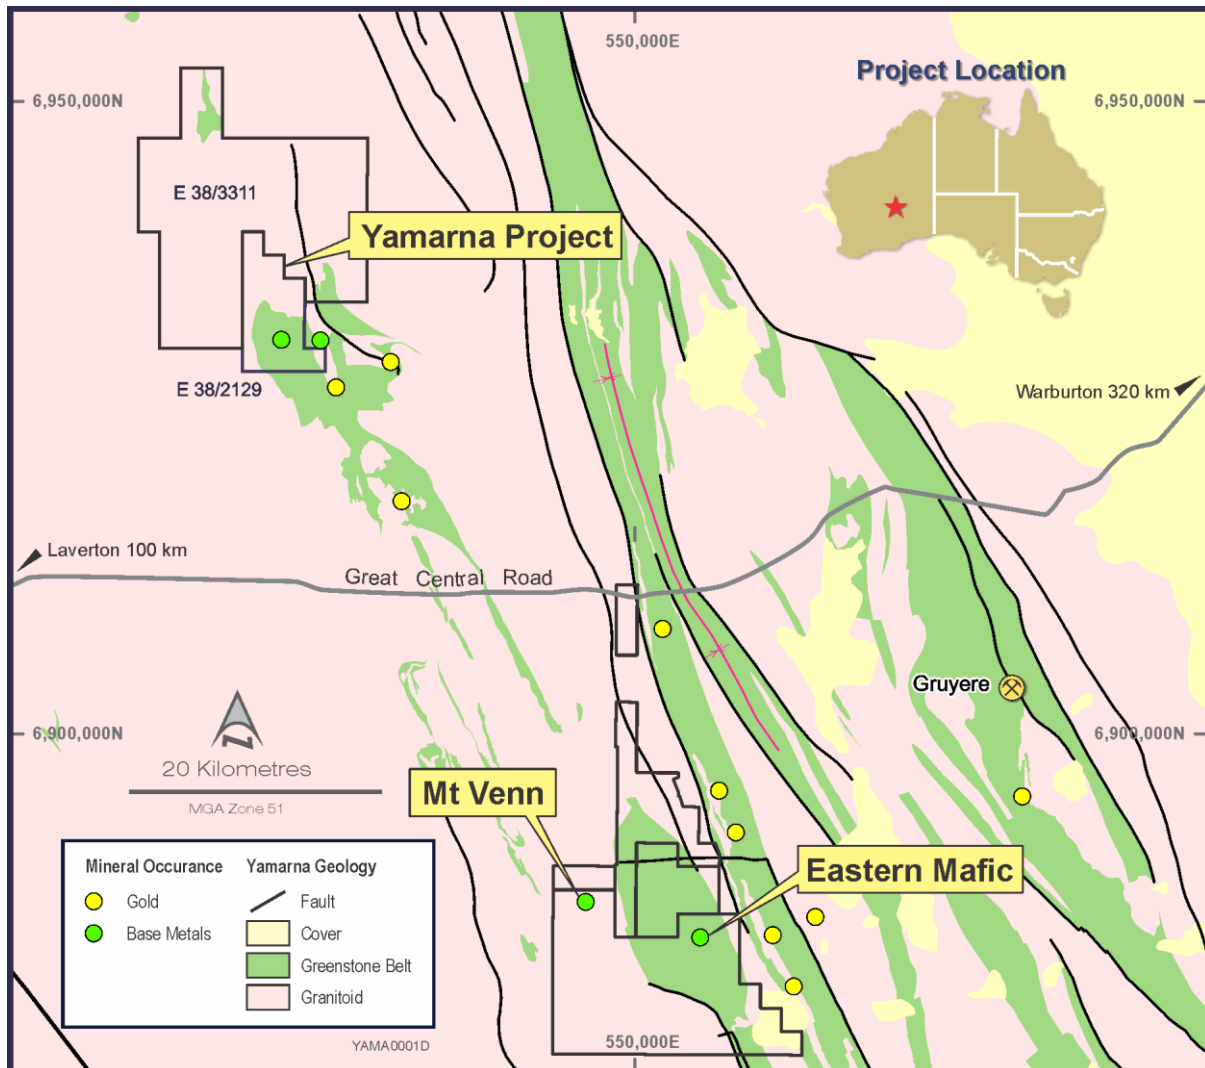 550,000E
Project Location
6,950,000N
6,950,000N
E 38/3311
Yamarna Project
E 38/2129
Warburton 320 km
Laverton 100 km
Great Central Road
Gruyere
6,900,000N
6,900,000N
20 Kilometres
MGA Zone 51
Mt Venn
Eastern Mafic
Mineral Occurance
Gold
Base Metals
Yamarna Geology
Fault
Cover
Greenstone Belt
Granitoid
YAMA0001D
550,000E